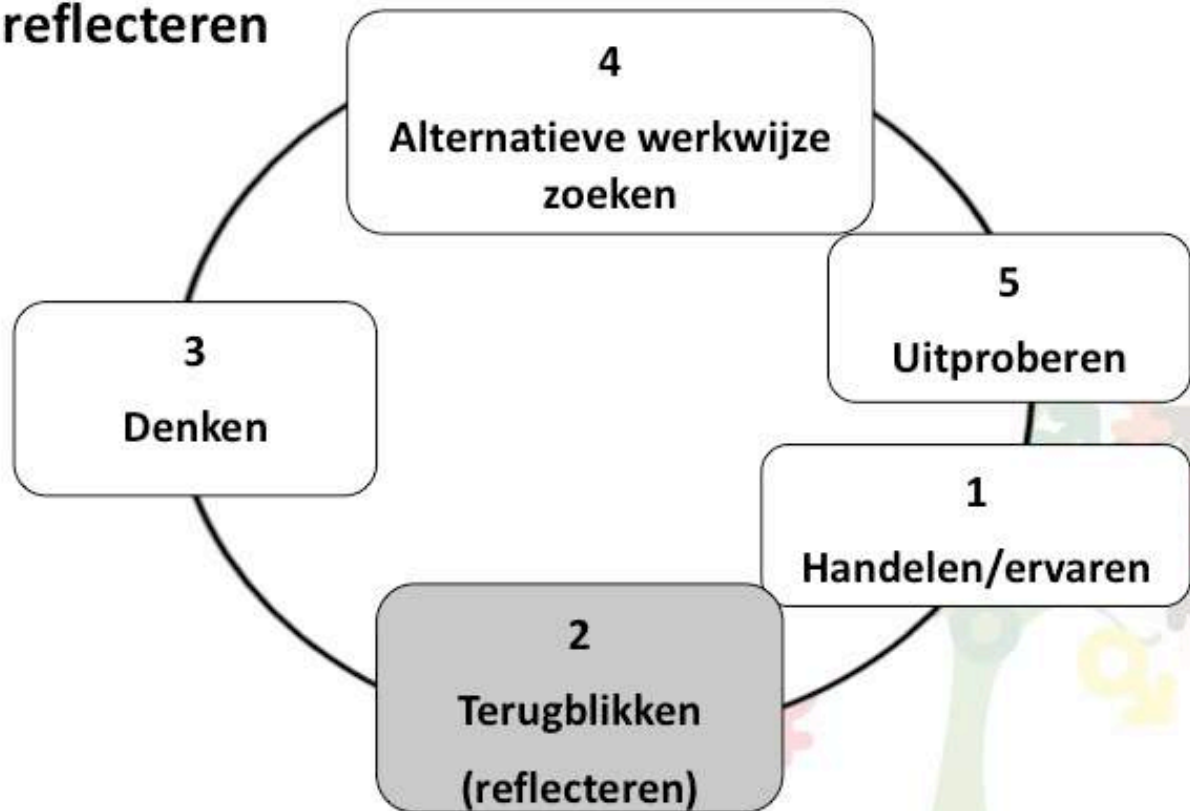 reflecteren
4
Alternatieve werkwijze
zoeken
5
Uitproberen
3
Denken
1
Handelen/ervaren
2
Terugblikken
(reflecteren)